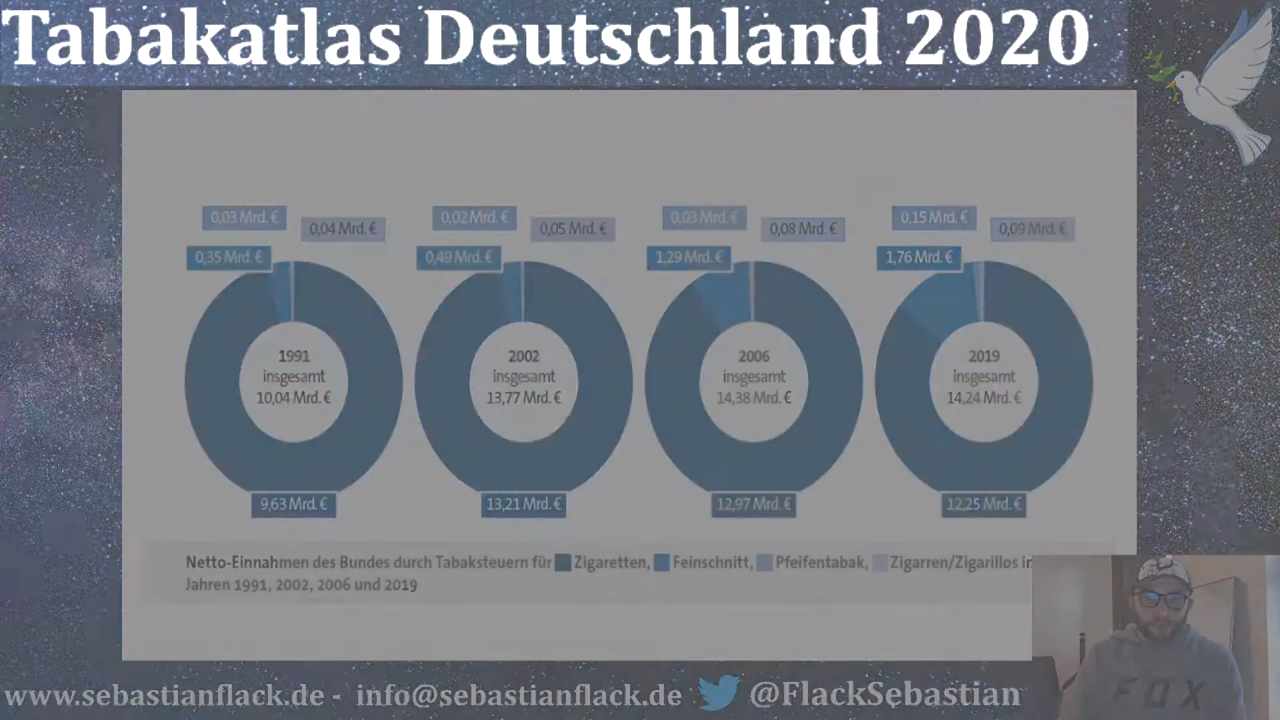 Tabakatlas Deutschland 2020
0,03 Mrd. €
0,04 Mrd. €
0,35 Mrd. €
1991
insgesamt
10,04 Mrd. €
9,63 Mrd. €
0,02 Mrd. €
0,05 Mrd. €
0,49 Mrd. €
2002
insgesamt
13,77 Mrd. €
13,21 Mrd. €
0,03 Mrd. €
0,08 Mrd. €
1,29 Mrd. €
2006
insgesamt
14,38 Mrd. €
12,97 Mrd. €
0,15 Mrd. €
0,09 Mrd. €
1,76 Mrd. €
2019
insgesamt
14,24 Mrd. €
12,25 Mrd. €
Netto-Einnahmen des Bundes durch Tabaksteuern für Zigaretten, Feinschnitt, Pfeifentabak, Zigarren/Zigarillos in
Jahren 1991, 2002, 2006 und 2019
FOX
www.sebastianflack.de - info@sebastianflack.de @FlackSebastian